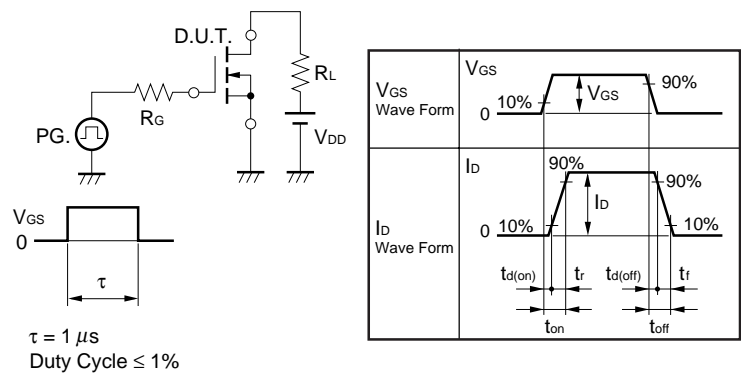 D.U.T.
RL
RG
PG.
VDD
VGS
0
τ
τ = 1 μs
Duty Cycle ≤ 1%
VGS
Wave Form
VGS
10%
0
VGS
90%
ID
Wave Form
ID
90%
90%
ID
10%
0
10%
td(on)
tr
td(off)
tf
ton
toff